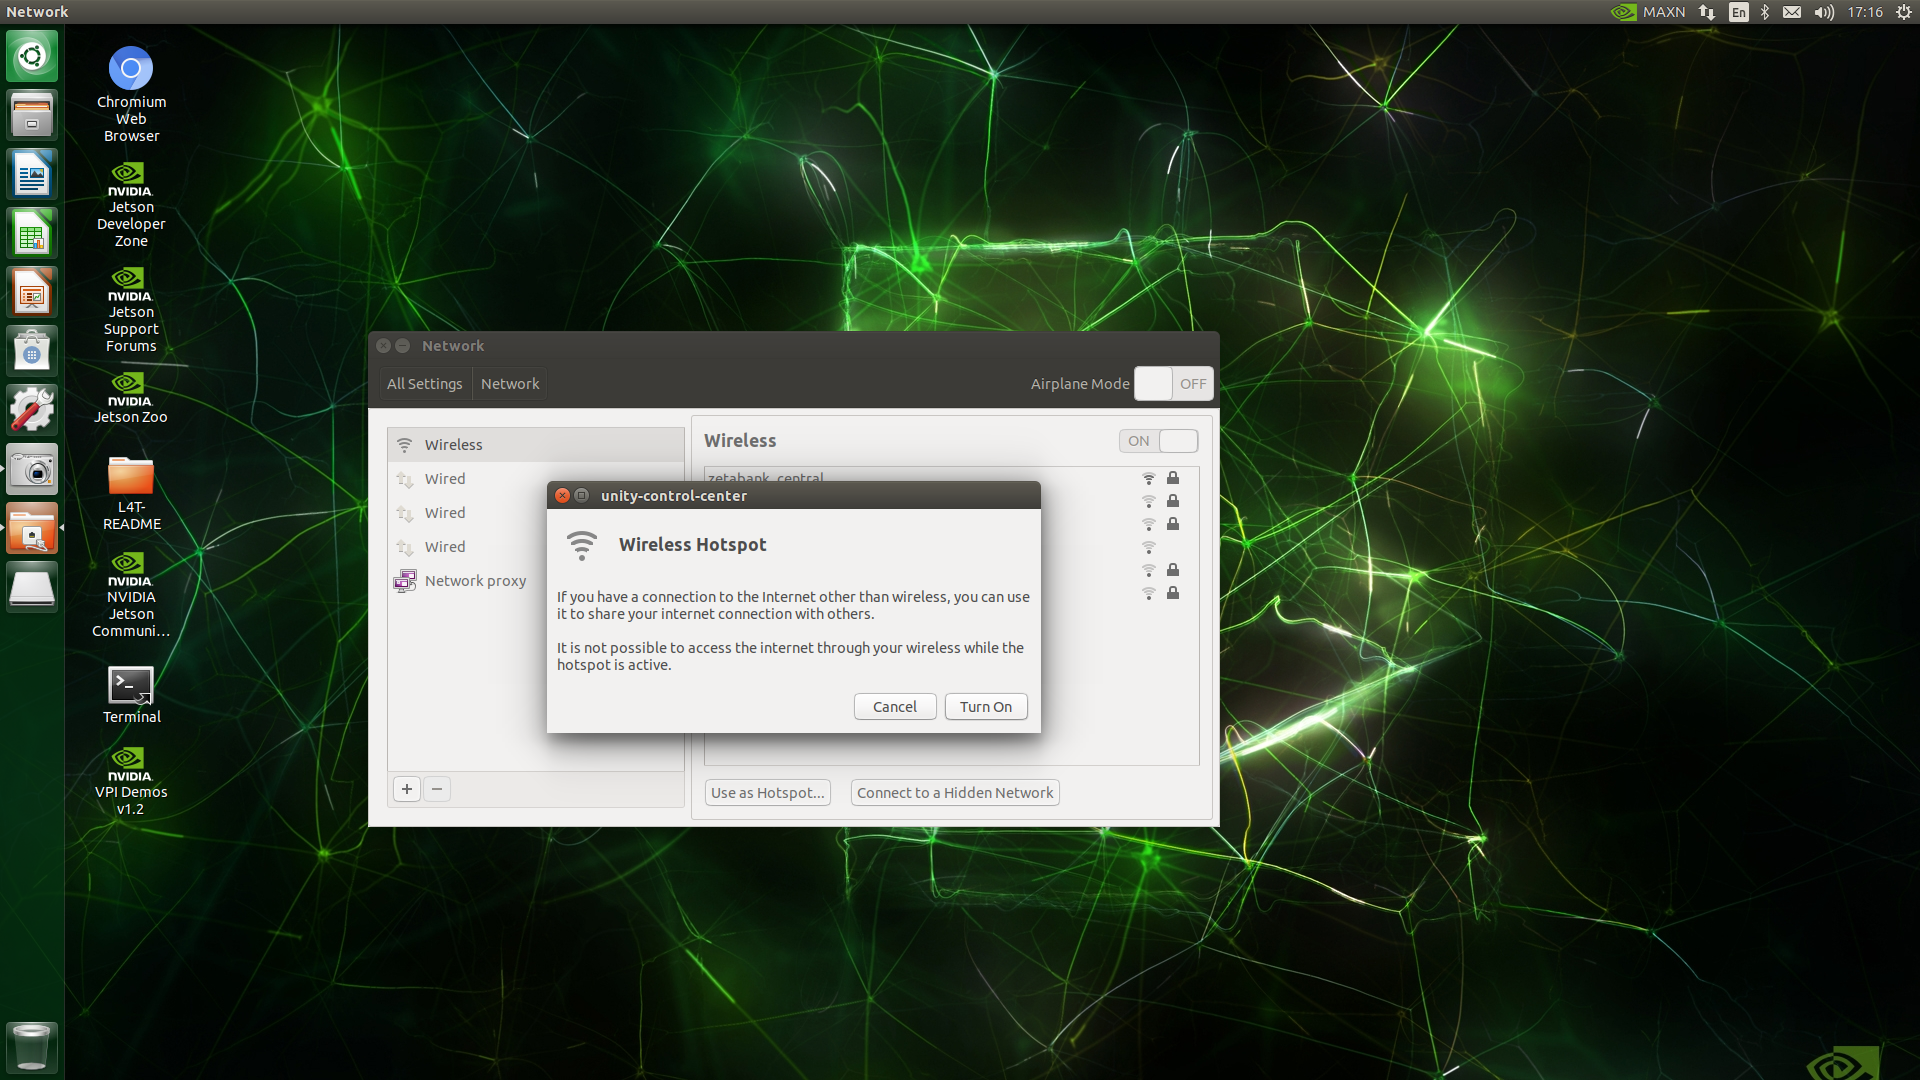 Network
MAXN
En
17:16
Chromium
Web
Browser
NVIDIA.
Jetson
Developer
Zone
NVIDIA.
Jetson
Support
Forums
NVIDIA.
Jetson Zoo
L4T-
README
NVIDIA.
NVIDIA
Jetson
Communi...
>_
Terminal
NVIDIA.
VPI Demos
v1.2
Network
All Settings
Network
Airplane Mode
OFF
Wireless
Wired
Wired
Wired
Network proxy
+
−
Wireless
ON
zetabank_central
Use as Hotspot...
Connect to a Hidden Network
unity-control-center
Wireless Hotspot
If you have a connection to the Internet other than wireless, you can use
it to share your internet connection with others.
It is not possible to access the internet through your wireless while the
hotspot is active.
Cancel
Turn On